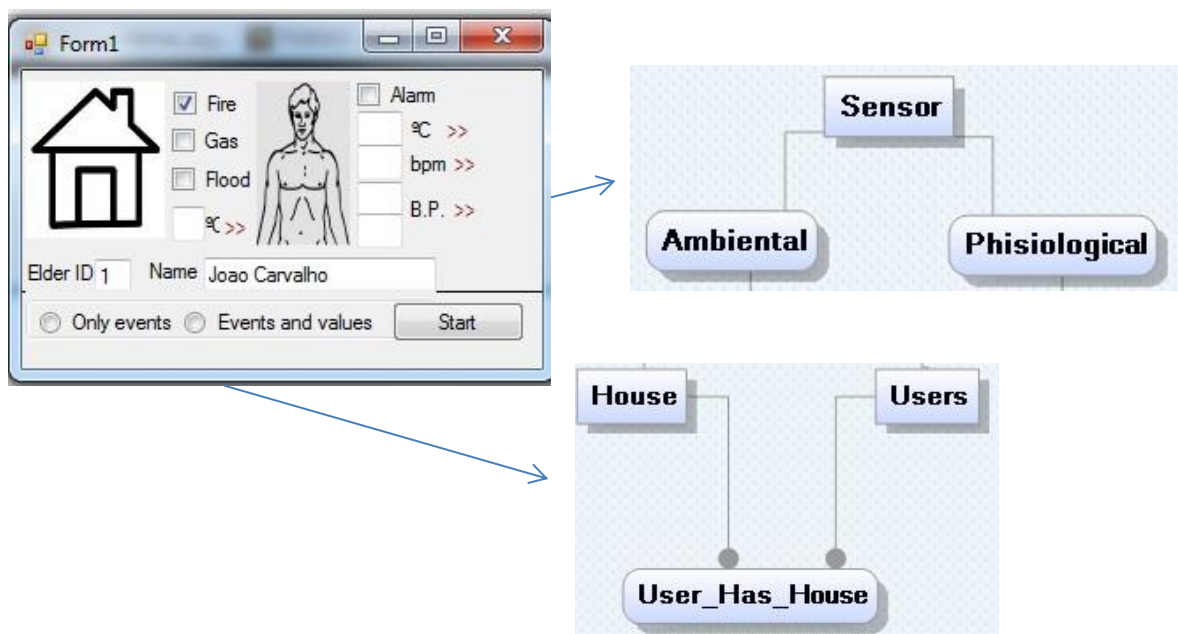 Form1
Fire
Gas
Flood
ºC >>
Alarm
ºC >>
bpm >>
B.P. >>
Elder ID 1 Name Joao Carvalho
Only events Events and values Start
Sensor
Ambiental Phisiological
House Users
User_Has_House